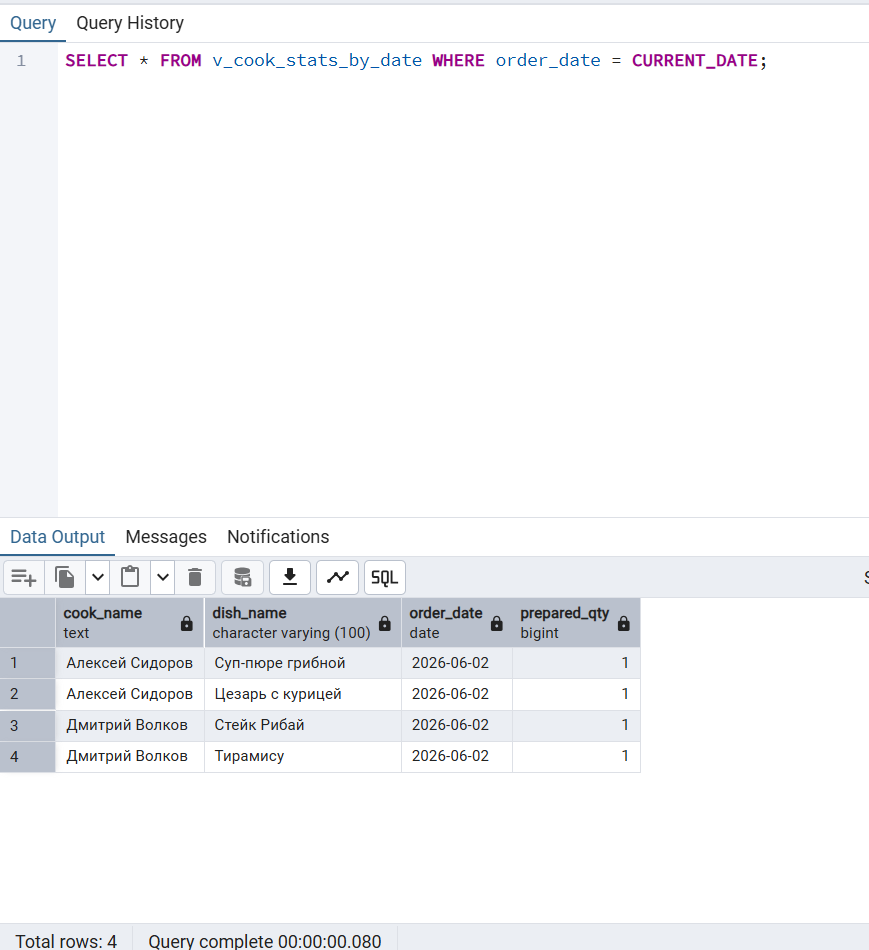 Query Query History
1 SELECT * FROM v_cook_stats_by_date WHERE order_date = CURRENT_DATE;
Data Output Messages Notifications
SQL
cook_name dish_name order_date prepared_qty
text character varying (100) date bigint
1 Алексей Сидоров Суп-пюре грибной 2026-06-02 1
2 Алексей Сидоров Цезарь с курицей 2026-06-02 1
3 Дмитрий Волков Стейк Рибай 2026-06-02 1
4 Дмитрий Волков Тирамису 2026-06-02 1
Total rows: 4 Query complete 00:00:00.080